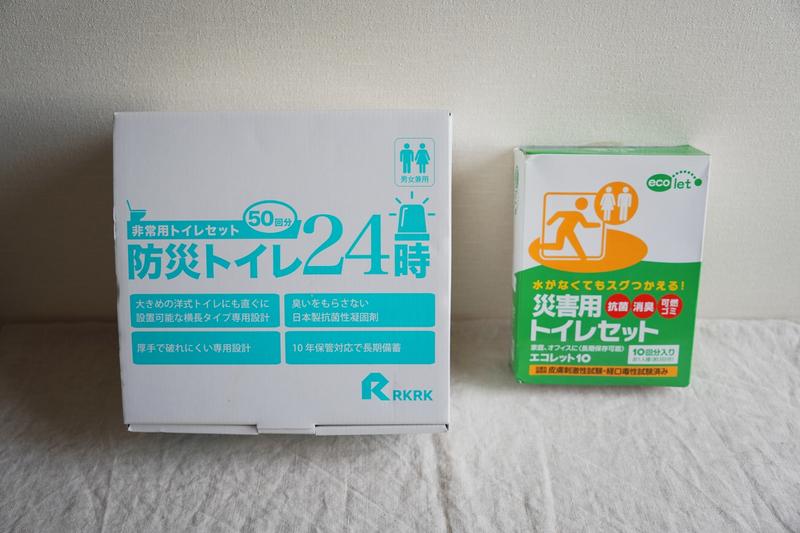 男女兼用
非常用トイレセット
50回分
防災トイレ24時
大きめの洋式トイレにも直ぐに
設置可能な横長タイプ専用設計
臭いをもらさない
日本製抗菌性凝固剤
厚手で破れにくい専用設計
10年保管対応で長期備蓄
RKRK
eco let
水がなくてもスグつかえる!
災害用
抗菌
消臭
可燃
ゴミ
トイレセット
家庭、オフィスに(長期保存可能)
エコレット10
10回分入り
皮膚刺激性試験・経口毒性試験済み